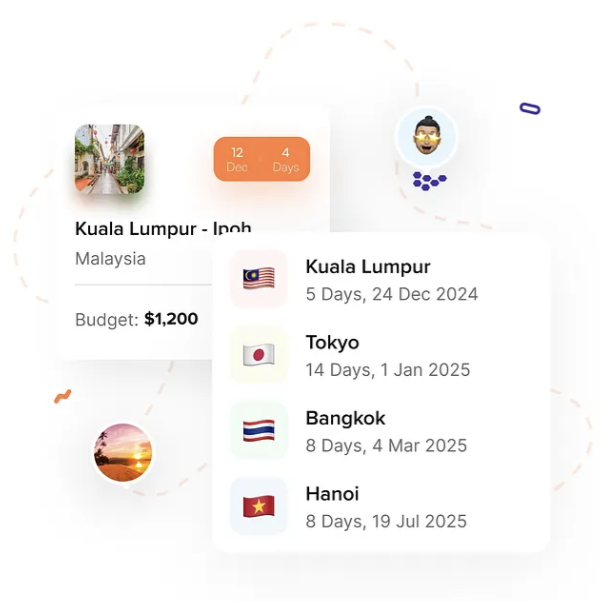 12 Dec
4 Days
Kuala Lumpur - Ipoh
Malaysia
Budget: $1,200
Kuala Lumpur
5 Days, 24 Dec 2024
Tokyo
14 Days, 1 Jan 2025
Bangkok
8 Days, 4 Mar 2025
Hanoi
8 Days, 19 Jul 2025